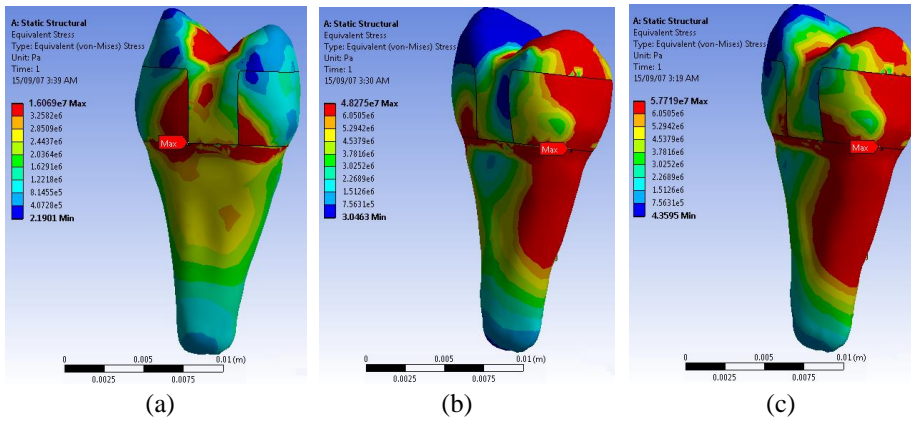 A: Static Structural
Equivalent Stress
Type: Equivalent (von-Mises) Stress
Unit: Pa
Time: 1
15/09/07 3:39 AM
1.6069e7 Max
3.2582e6
2.8509e6
2.4437e6
2.0364e6
1.6291e6
1.2218e6
8.1455e5
4.0728e5
2.1901 Min
Max
0
0.005
0.01 (m)
0.0025
0.0075
(a)
A: Static Structural
Equivalent Stress
Type: Equivalent (von-Mises) Stress
Unit: Pa
Time: 1
15/09/07 3:30 AM
4.8275e7 Max
6.0505e6
5.2942e6
4.5379e6
3.7816e6
3.0252e6
2.2689e6
1.5126e6
7.5631e5
3.0463 Min
Max
0
0.005
0.01 (m)
0.0025
0.0075
(b)
A: Static Structural
Equivalent Stress
Type: Equivalent (von-Mises) Stress
Unit: Pa
Time: 1
15/09/07 3:19 AM
5.7719e7 Max
6.0505e6
5.2942e6
4.5379e6
3.7816e6
3.0252e6
2.2689e6
1.5126e6
7.5631e5
4.3595 Min
Max
0
0.005
0.01 (m)
0.0025
0.0075
(c)